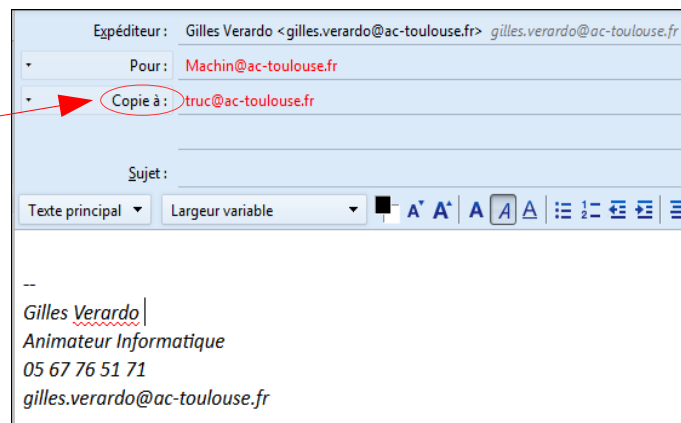 Expéditeur : Gilles Verardo <gilles.verardo@ac-toulouse.fr> gilles.verardo@ac-toulouse.fr
Pour : Machin@ac-toulouse.fr
Copie à : truc@ac-toulouse.fr
Sujet :
Texte principal Largeur variable
--
Gilles Verardo
Animateur Informatique
05 67 76 51 71
gilles.verardo@ac-toulouse.fr